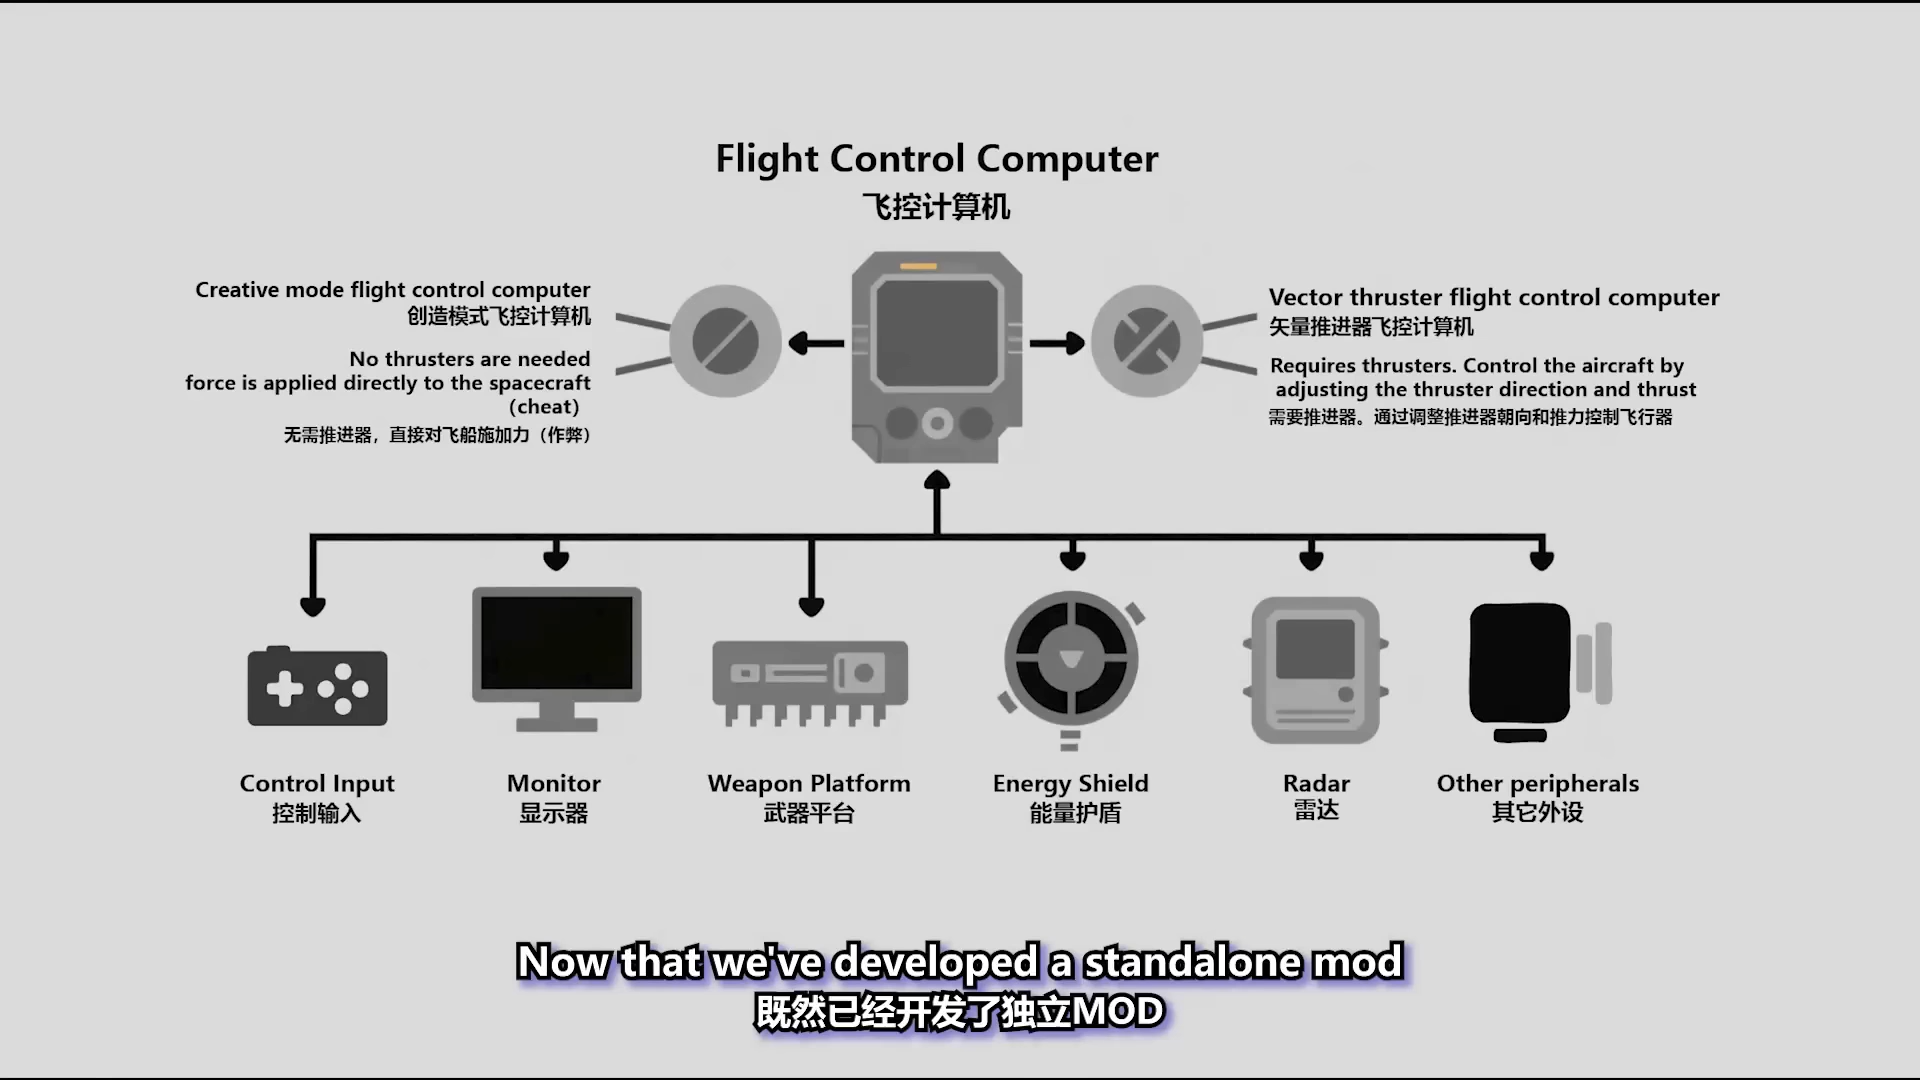 Flight Control Computer
飞控计算机
Creative mode flight control computer
创造模式飞控计算机
No thrusters are needed
force is applied directly to the spacecraft
（cheat）
无需推进器，直接对飞船施加力（作弊）
Vector thruster flight control computer
矢量推进器飞控计算机
Requires thrusters. Control the aircraft by
adjusting the thruster direction and thrust
需要推进器。通过调整推进器朝向和推力控制飞行器
Control Input
控制输入
Monitor
显示器
Weapon Platform
武器平台
Energy Shield
能量护盾
Radar
雷达
Other peripherals
其它外设
Now that we've developed a standalone mod
既然已经开发了独立MOD